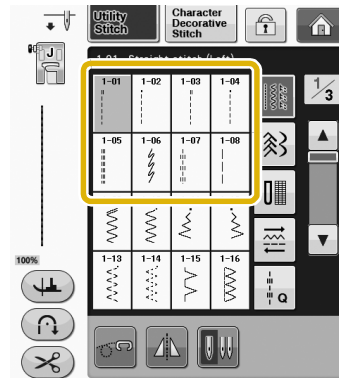 Utility
Stitch
Character
Decorative
Stitch
J
1-01 Straight stitch (Left)
1-01 1-02 1-03 1-04
1/3
1-05 1-06 1-07 1-08
1-13 1-14 1-15 1-16
100%
Q